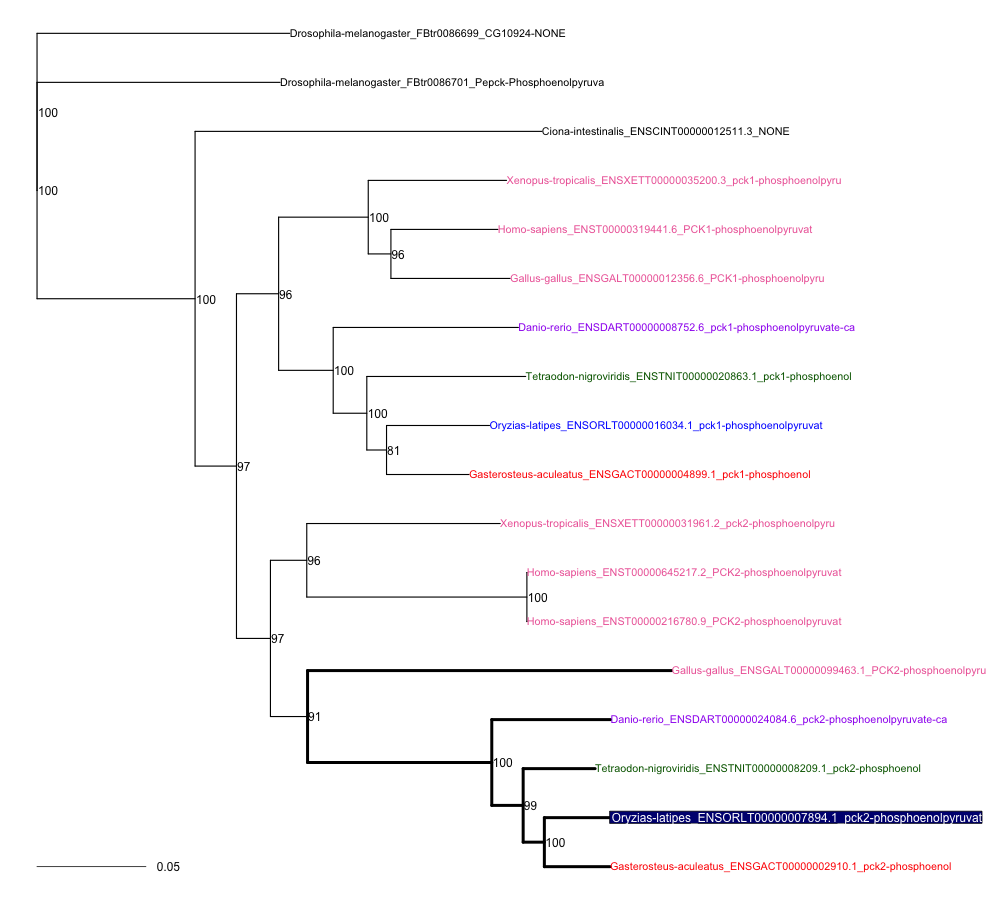 Drosophila-melanogaster_FBtr0086699_CG10924-NONE
Drosophila-melanogaster_FBtr0086701_Pepck-Phosphoenolpyruva
100
Ciona-intestinalis_ENSCINT00000012511.3_NONE
Xenopus-tropicalis_ENSXETT00000035200.3_pck1-phosphoenolpyru
100
100
Homo-sapiens_ENST00000319441.6_PCK1-phosphoenolpyruvat
96
Gallus-gallus_ENSGALT00000012356.6_PCK1-phosphoenolpyru
96
100
Danio-rerio_ENSDART00000008752.6_pck1-phosphoenolpyruvate-ca
100
Tetraodon-nigroviridis_ENSTNIT00000020863.1_pck1-phosphoenol
100
Oryzias-latipes_ENSORLT00000016034.1_pck1-phosphoenolpyruvat
81
97
Gasterosteus-aculeatus_ENSGACT00000004899.1_pck1-phosphoenol
Xenopus-tropicalis_ENSXETT00000031961.2_pck2-phosphoenolpyru
96
Homo-sapiens_ENST00000645217.2_PCK2-phosphoenolpyruvat
100
Homo-sapiens_ENST00000216780.9_PCK2-phosphoenolpyruvat
97
Gallus-gallus_ENSGALT00000099463.1_PCK2-phosphoenolpyru
91
Danio-rerio_ENSDART00000024084.6_pck2-phosphoenolpyruvate-ca
100
Tetraodon-nigroviridis_ENSTNIT00000008209.1_pck2-phosphoenol
99
Oryzias-latipes_ENSORLT00000007894.1_pck2-phosphoenolpyruvat
100
Gasterosteus-aculeatus_ENSGACT00000002910.1_pck2-phosphoenol
0.05